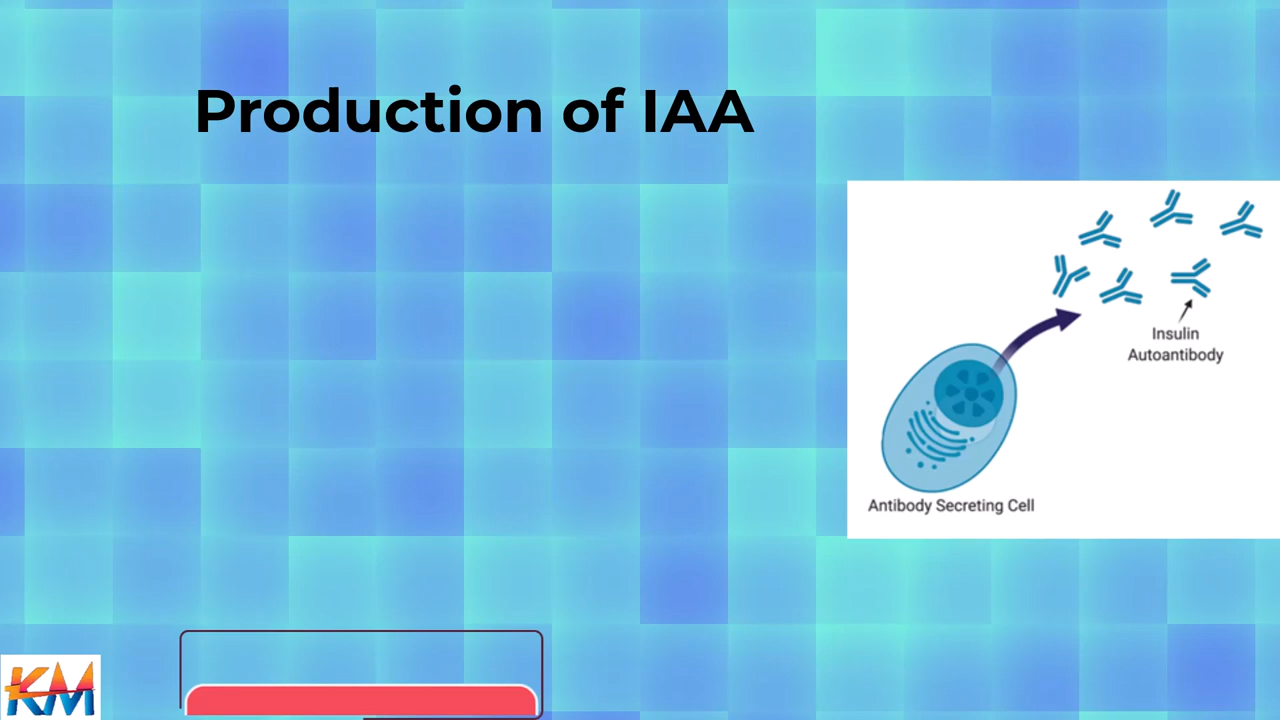 Production of IAA
Insulin
Autoantibody
Antibody Secreting Cell
KM